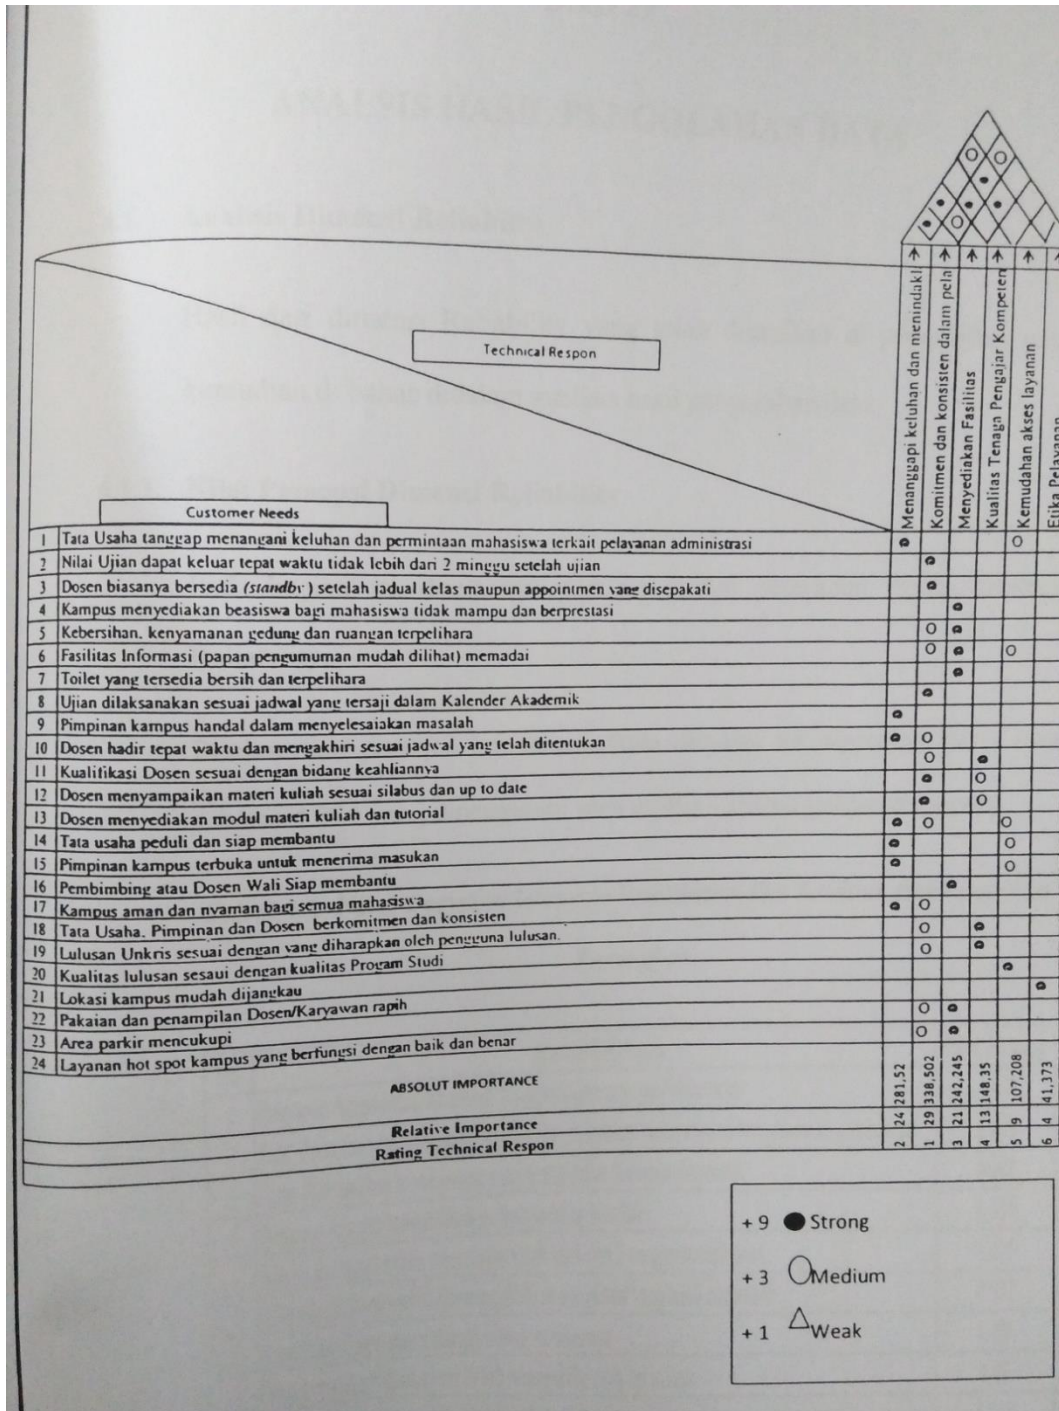 Technical Respon
Customer Needs
Menanggapi keluhan dan menindakl
Komitmen dan konsisten dalam pela
Menyediakan Fasilitas
Kualitas Tenaga Pengajar Kompeten
Kemudahan akses layanan
Etika Pelayanan
1 Tata Usaha tanggap menangani keluhan dan permintaan mahasiswa terkait pelayanan administrasi
2 Nilai Ujian dapat keluar tepat waktu tidak lebih dari 2 minggu setelah ujian
3 Dosen biasanya bersedia (standby) setelah jadual kelas maupun appointmen yang disepakati
4 Kampus menyediakan beasiswa bagi mahasiswa tidak mampu dan berprestasi
5 Kebersihan, kenyamanan gedung dan ruangan terpelihara
6 Fasilitas Informasi (papan pengumuman mudah dilihat) memadai
7 Toilet yang tersedia bersih dan terpelihara
8 Ujian dilaksanakan sesuai jadwal yang tersaji dalam Kalender Akademik
9 Pimpinan kampus handal dalam menyelesaiakan masalah
10 Dosen hadir tepat waktu dan mengakhiri sesuai jadwal yang telah ditentukan
11 Kualifikasi Dosen sesuai dengan bidang keahliannya
12 Dosen menyampaikan materi kuliah sesuai silabus dan up to date
13 Dosen menyediakan modul materi kuliah dan tutorial
14 Tata usaha peduli dan siap membantu
15 Pimpinan kampus terbuka untuk menerima masukan
16 Pembimbing atau Dosen Wali Siap membantu
17 Kampus aman dan nyaman bagi semua mahasiswa
18 Tata Usaha, Pimpinan dan Dosen berkomitmen dan konsisten
19 Lulusan Unkris sesuai dengan yang diharapkan oleh pengguna lulusan.
20 Kualitas lulusan sesaui dengan kualitas Program Studi
21 Lokasi kampus mudah dijangkau
22 Pakaian dan penampilan Dosen/Karyawan rapih
23 Area parkir mencukupi
24 Layanan hot spot kampus yang berfungsi dengan baik dan benar
ABSOLUT IMPORTANCE 281,52 338,502 242,245 148,35 107,208 41,373
Relative Importance 24 29 21 13 9 4
Rating Technical Respon 2 1 3 4 5 6
+ 9 Strong
+ 3 Medium
+ 1 Weak